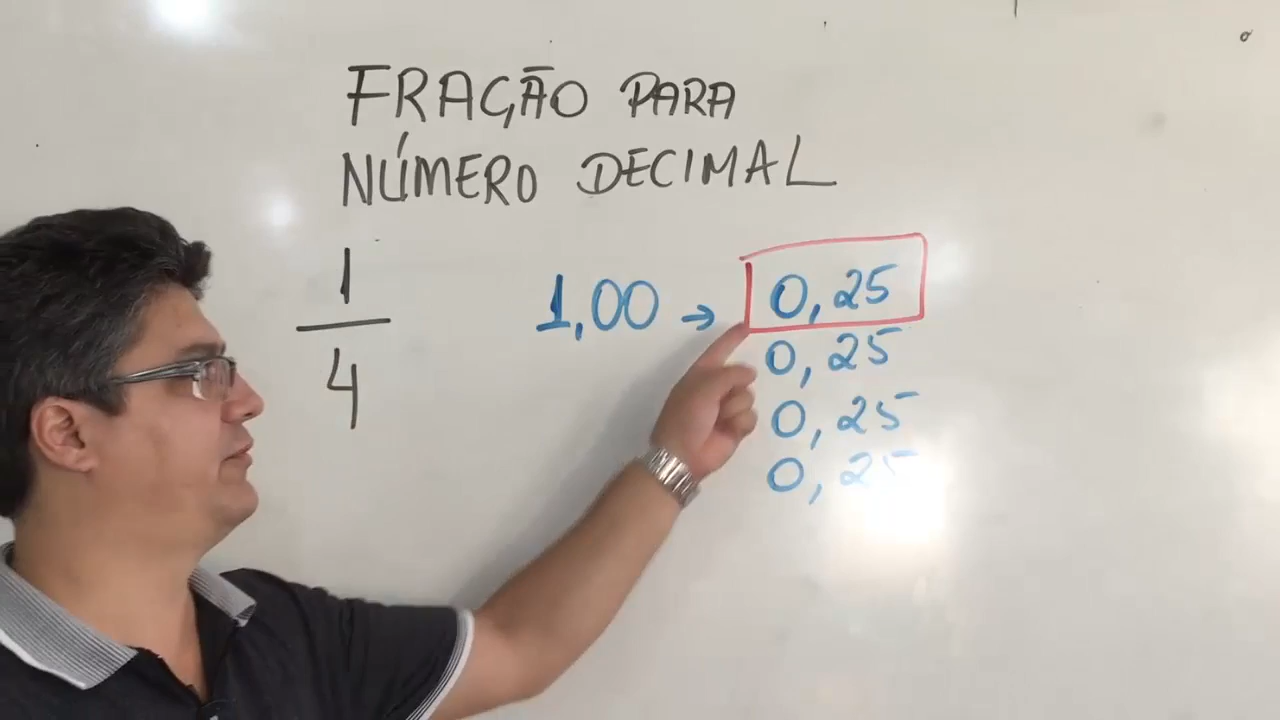 FRAÇÃO PARA
NÚMERO DECIMAL
1
4
1,00 → 0,25
0,25
0,25
0,25